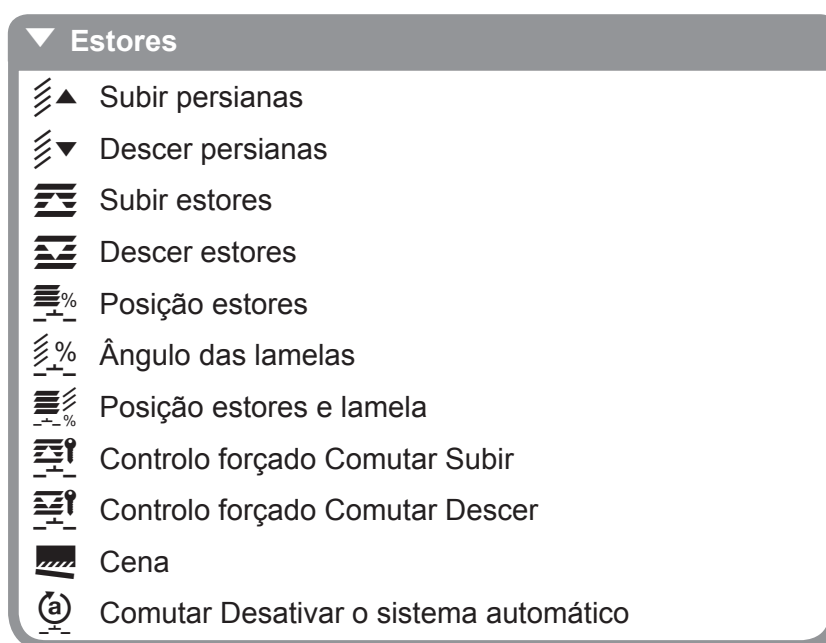 Estores
Subir persianas
Descer persianas
Subir estores
Descer estores
% Posição estores
% Ângulo das lamelas
% Posição estores e lamela
Controlo forçado Comutar Subir
Controlo forçado Comutar Descer
Cena
a Comutar Desativar o sistema automático